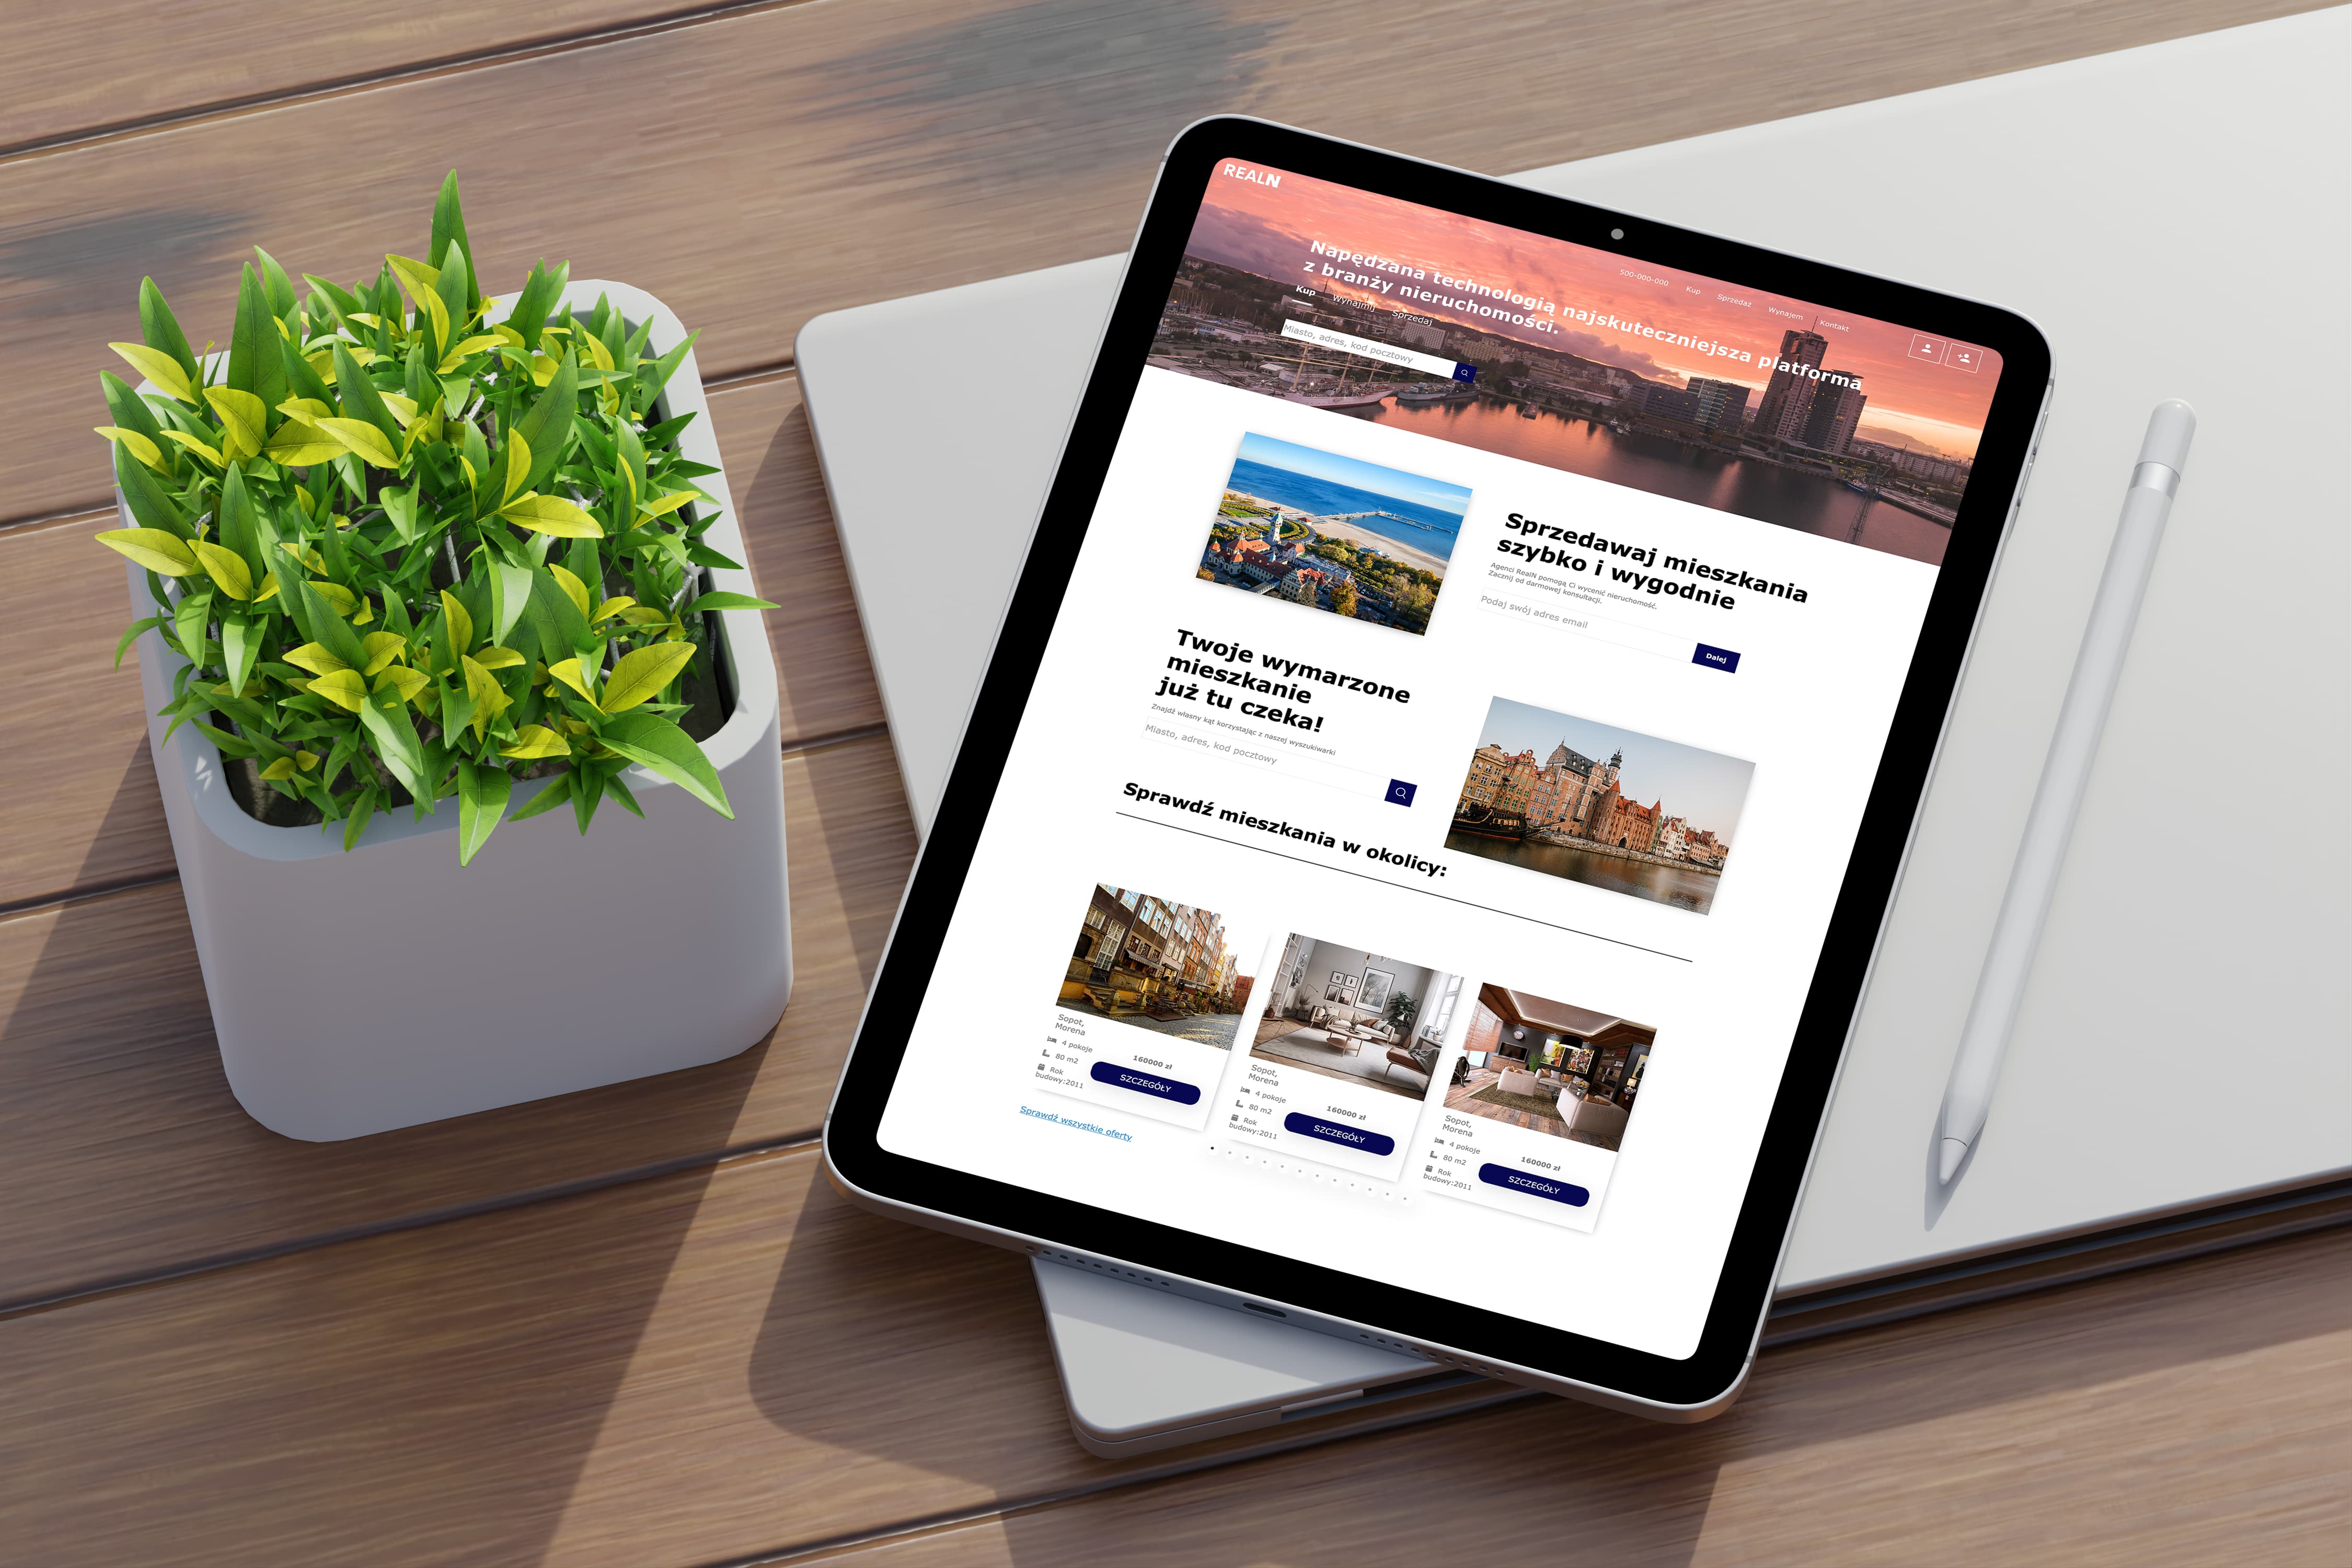 REALN
500-000-000 Kup Sprzedaż Wynajem Kontakt
Napędzana technologią najskuteczniejsza platforma
z branży nieruchomości.
Kup Wynajmij Sprzedaj
Miasto, adres, kod pocztowy
Sprzedawaj mieszkania
szybko i wygodnie
Agenci RealN pomogą Ci wycenić nieruchomość.
Zacznij od darmowej konsultacji.
Podaj swój adres email
Dalej
Twoje wymarzone
mieszkanie
już tu czeka!
Znajdź własny kąt korzystając z naszej wyszukiwarki
Miasto, adres, kod pocztowy
Sprawdź mieszkania w okolicy:
Sopot,
Morena
4 pokoje
80 m2
Rok
budowy:2011
160000 zł
SZCZEGÓŁY
Sopot,
Morena
4 pokoje
80 m2
Rok
budowy:2011
160000 zł
SZCZEGÓŁY
Sopot,
Morena
4 pokoje
80 m2
Rok
budowy:2011
160000 zł
SZCZEGÓŁY
Sprawdź wszystkie oferty